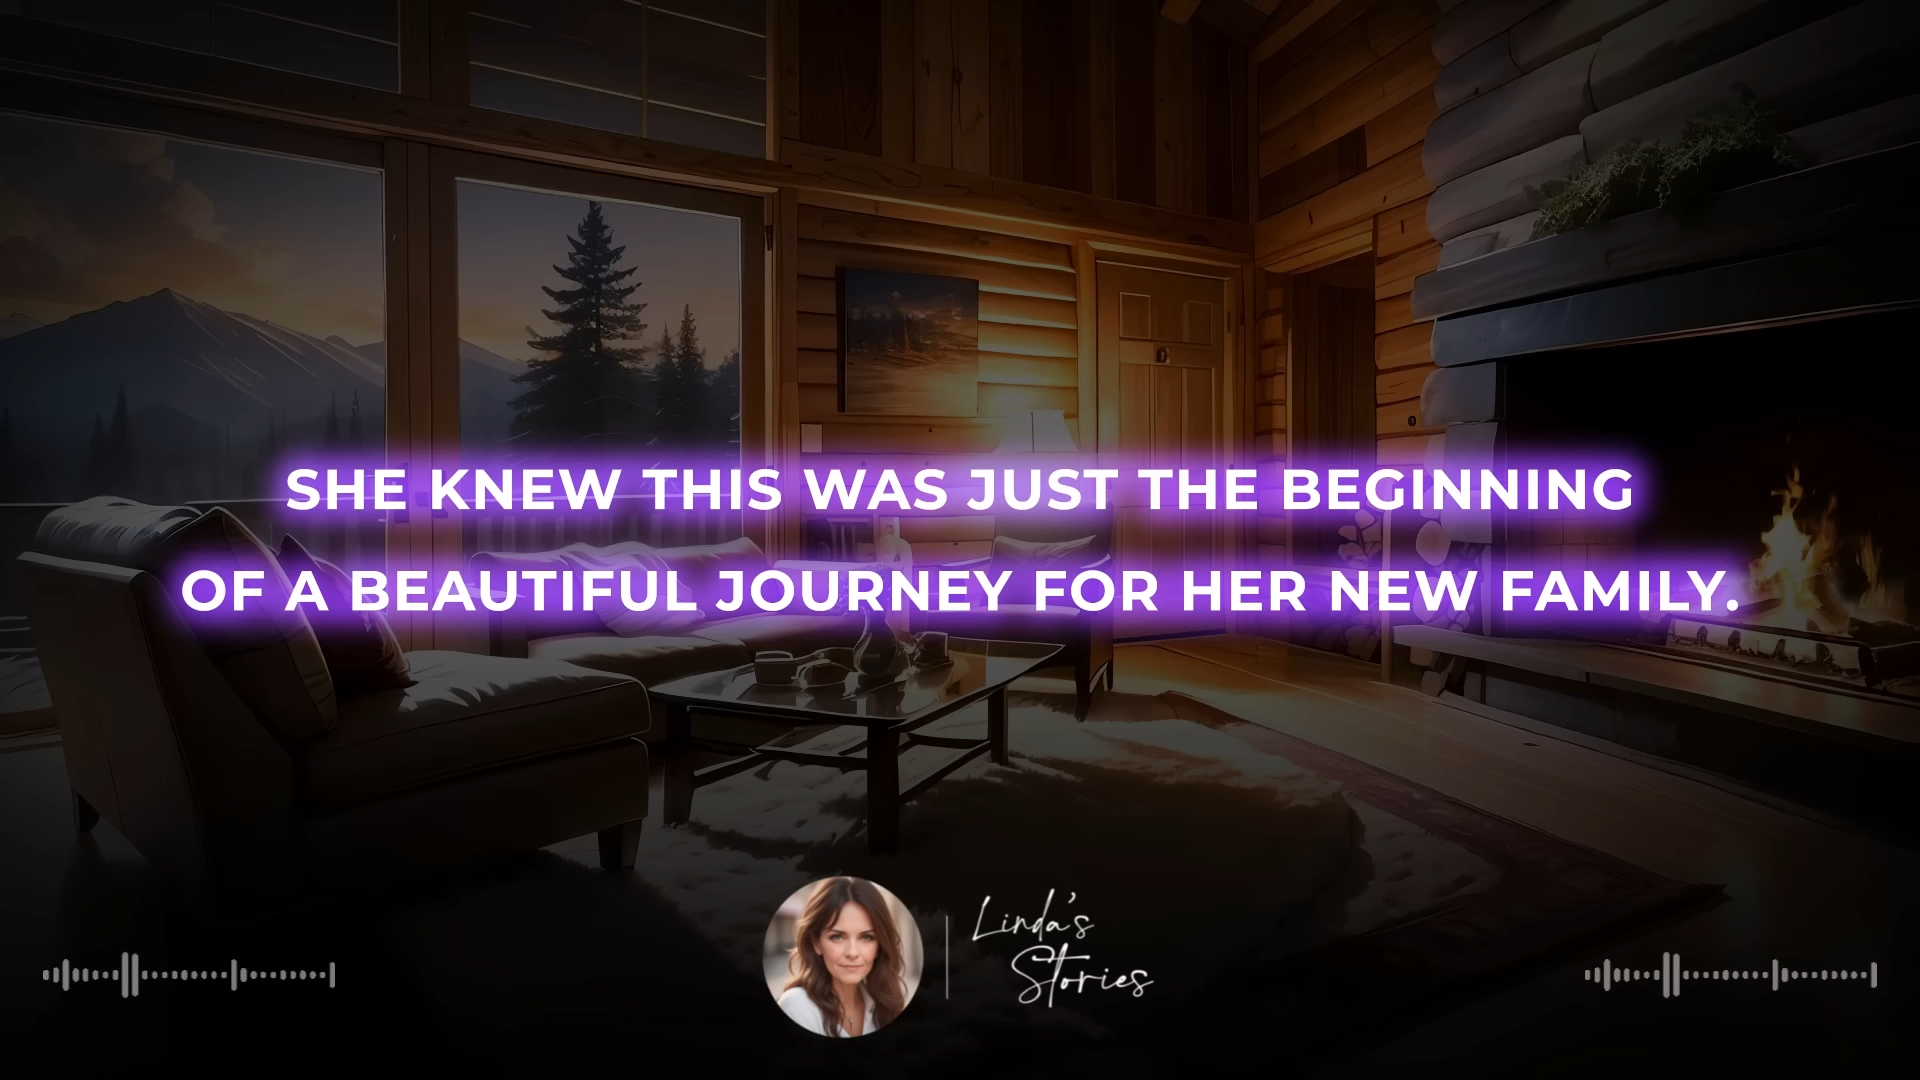 SHE KNEW THIS WAS JUST THE BEGINNING
OF A BEAUTIFUL JOURNEY FOR HER NEW FAMILY.
Linda's
Stories